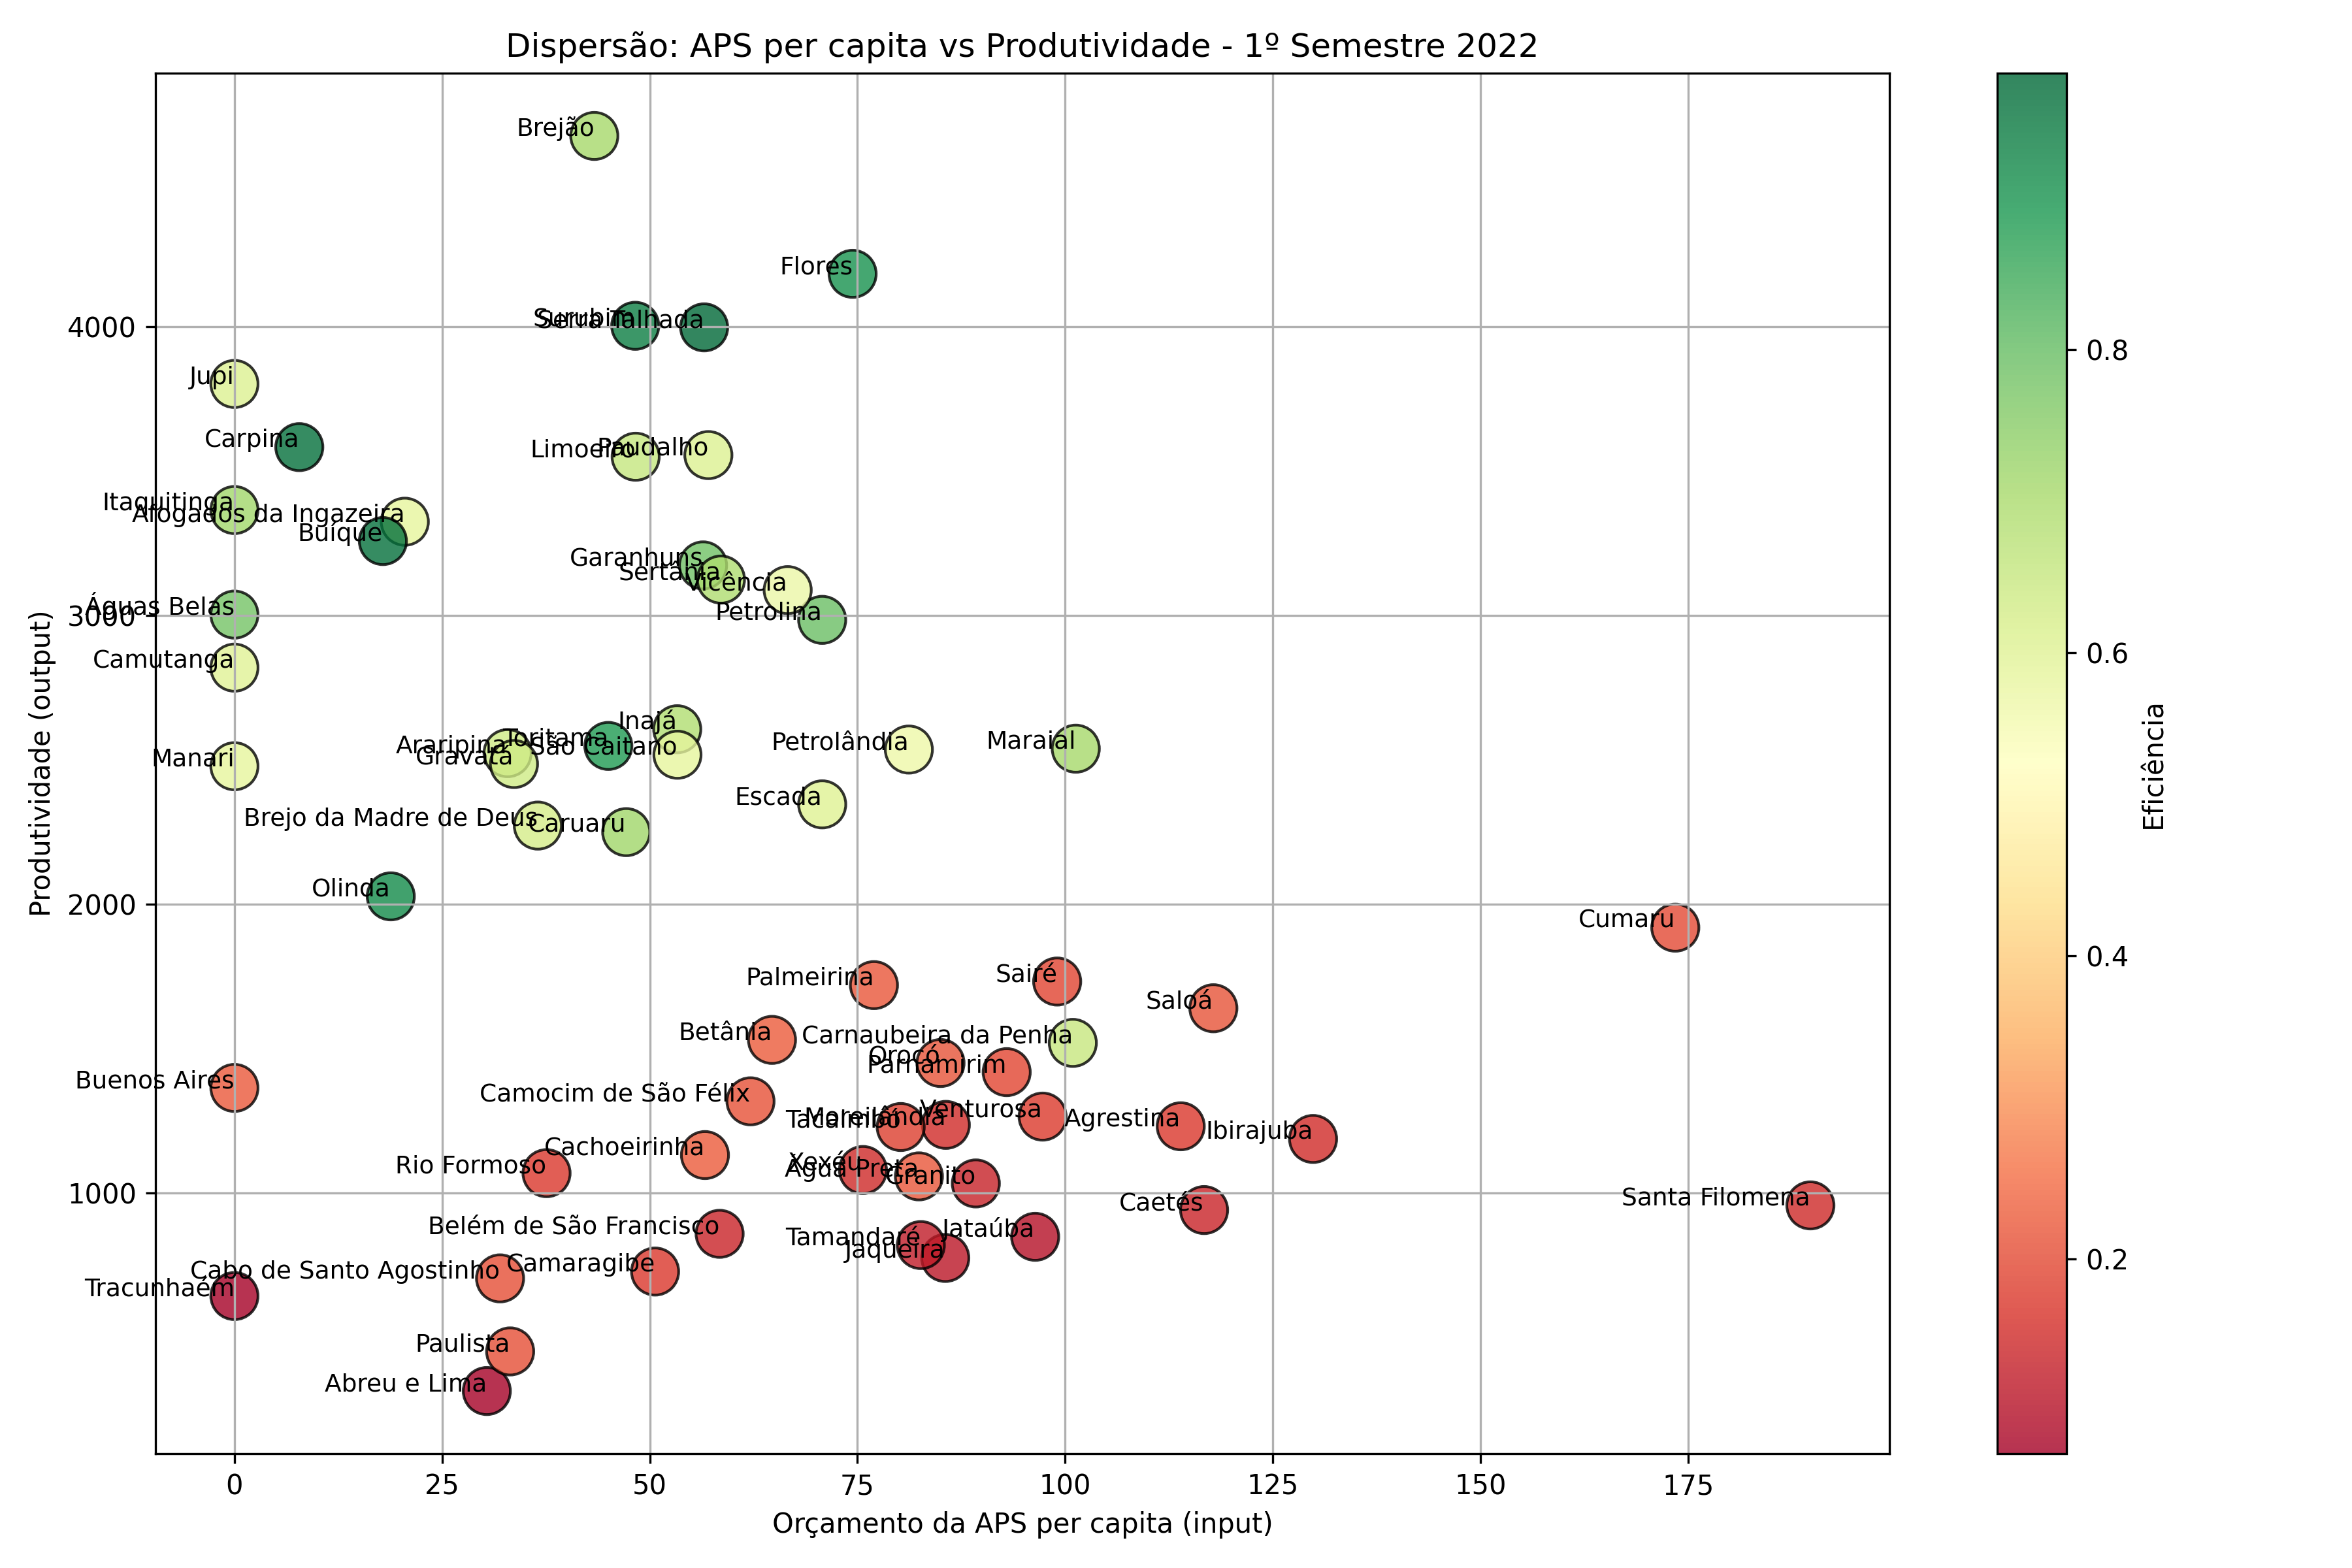 Dispersão: APS per capita vs Produtividade - 1º Semestre 2022
Brejão
Flores
Surubim
Serra Talhada
4000
Jupi
Carpina
Limoeiro
Paudalho
Itaquitinga
Afogados da Ingazeira
Buíque
Garanhuns
Sertânia
Vicência
Petrolina
Águas Belas
3000
Camutanga
Inajá
Toritama
Araripina
São Caitano
Gravatá
Petrolândia
Maraial
Manari
Escada
Brejo da Madre de Deus
Caruaru
Olinda
2000
Cumaru
Palmeirina
Sairé
Saloá
Betânia
Carnaubeira da Penha
Orocó
Parnamirim
Buenos Aires
Camocim de São Félix
Tacaimbó
Moreilândia
Venturosa
Agrestina
Ibirajuba
Cachoeirinha
Rio Formoso
Xexéu
Água Preta
Granito
1000
Caetés
Santa Filomena
Belém de São Francisco
Tamandaré
Jataúba
Jaqueira
Cabo de Santo Agostinho
Camaragibe
Tracunhaém
Paulista
Abreu e Lima
0
25
50
75
100
125
150
175
Orçamento da APS per capita (input)
Produtividade (output)
0.8
0.6
0.4
0.2
Eficiência